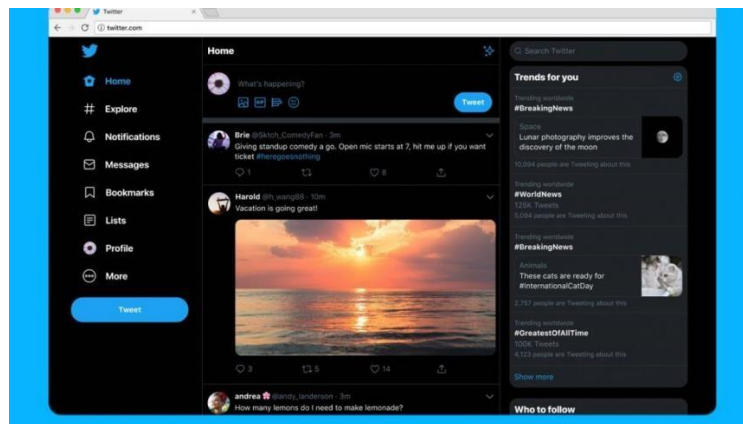 Twitter
twitter.com
Home
Explore
Notifications
Messages
Bookmarks
Lists
Profile
More
Tweet
Home
What's happening?
GIF
Tweet
Brie @Sktch_ComedyFan · 3m
Giving standup comedy a go. Open mic starts at 7, hit me up if you want
ticket #heregoesnothing
1
6
Harold @h_wang88 · 10m
Vacation is going great!
3
5
14
andrea @andy_landerson · 3m
How many lemons do I need to make lemonade?
Search Twitter
Trends for you
Trending worldwide
#BreakingNews
Space
Lunar photography improves the
discovery of the moon
10,094 people are Tweeting about this
Trending worldwide
#WorldNews
125K Tweets
5,094 people are Tweeting about this
Trending worldwide
#BreakingNews
Animals
These cats are ready for
#InternationalCatDay
2,757 people are Tweeting about this
Trending worldwide
#GreatestOfAllTime
100K Tweets
4,123 people are Tweeting about this
Show more
Who to follow